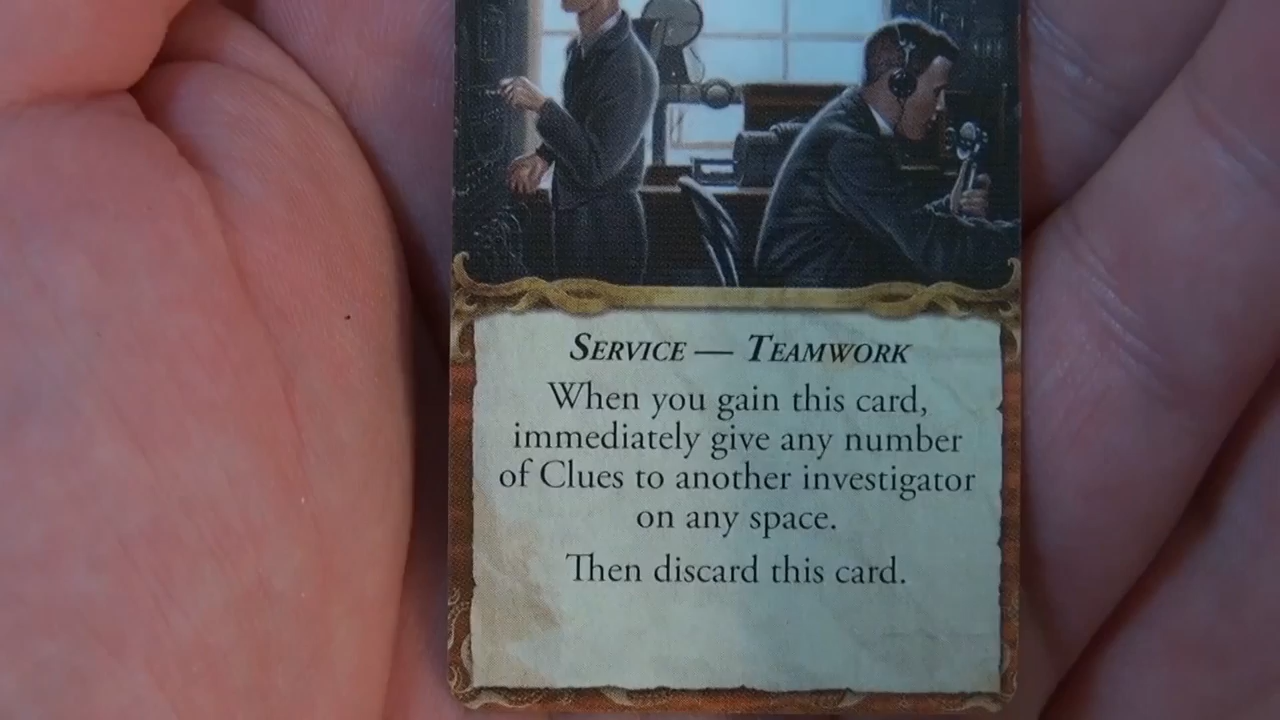 SERVICE — TEAMWORK
When you gain this card,
immediately give any number
of Clues to another investigator
on any space.
Then discard this card.